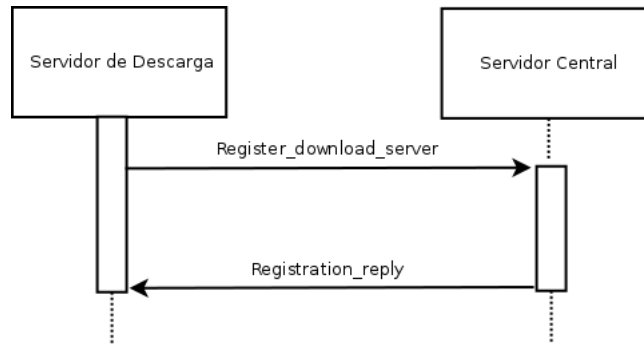 Servidor de Descarga
Servidor Central
Register_download_server
Registration_reply